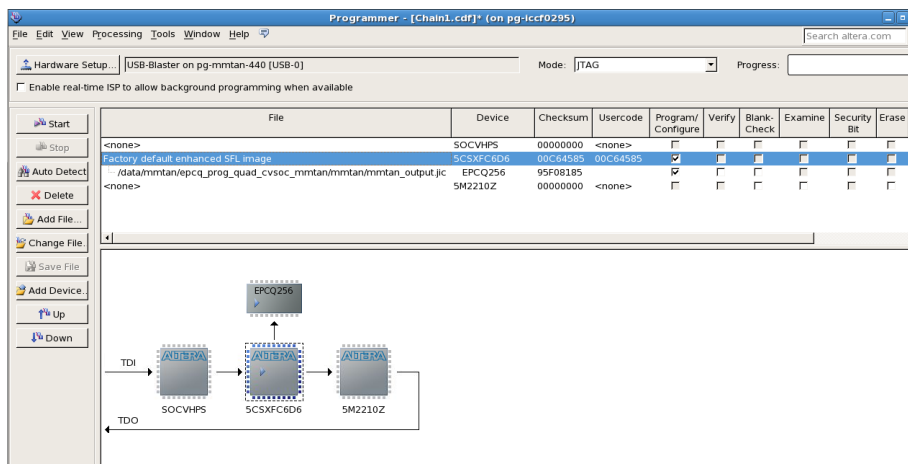 Programmer - [Chain1.cdf]* (on pg-iccf0295)
File Edit View Processing Tools Window Help
Search altera.com
Hardware Setup... USB-Blaster on pg-mmtan-440 [USB-0] Mode: JTAG Progress:
Enable real-time ISP to allow background programming when available
Start
Stop
Auto Detect
Delete
Add File...
Change File.
Save File
Add Device.
Up
Down
File Device Checksum Usercode Program/Configure Verify Blank-Check Examine Security Bit Erase
<none> SOCVHPS 00000000 <none>
Factory default enhanced SFL image 5CSXFC6D6 00C64585 00C64585
/data/mmtan/epcq_prog_quad_cvsoc_mmtan/mmtan/mmtan_output.jic EPCQ256 95F08185
<none> 5M2210Z 00000000 <none>
EPCQ256
TDI
ALTERA ALTERA ALTERA
SOCVHPS 5CSXFC6D6 5M2210Z
TDO